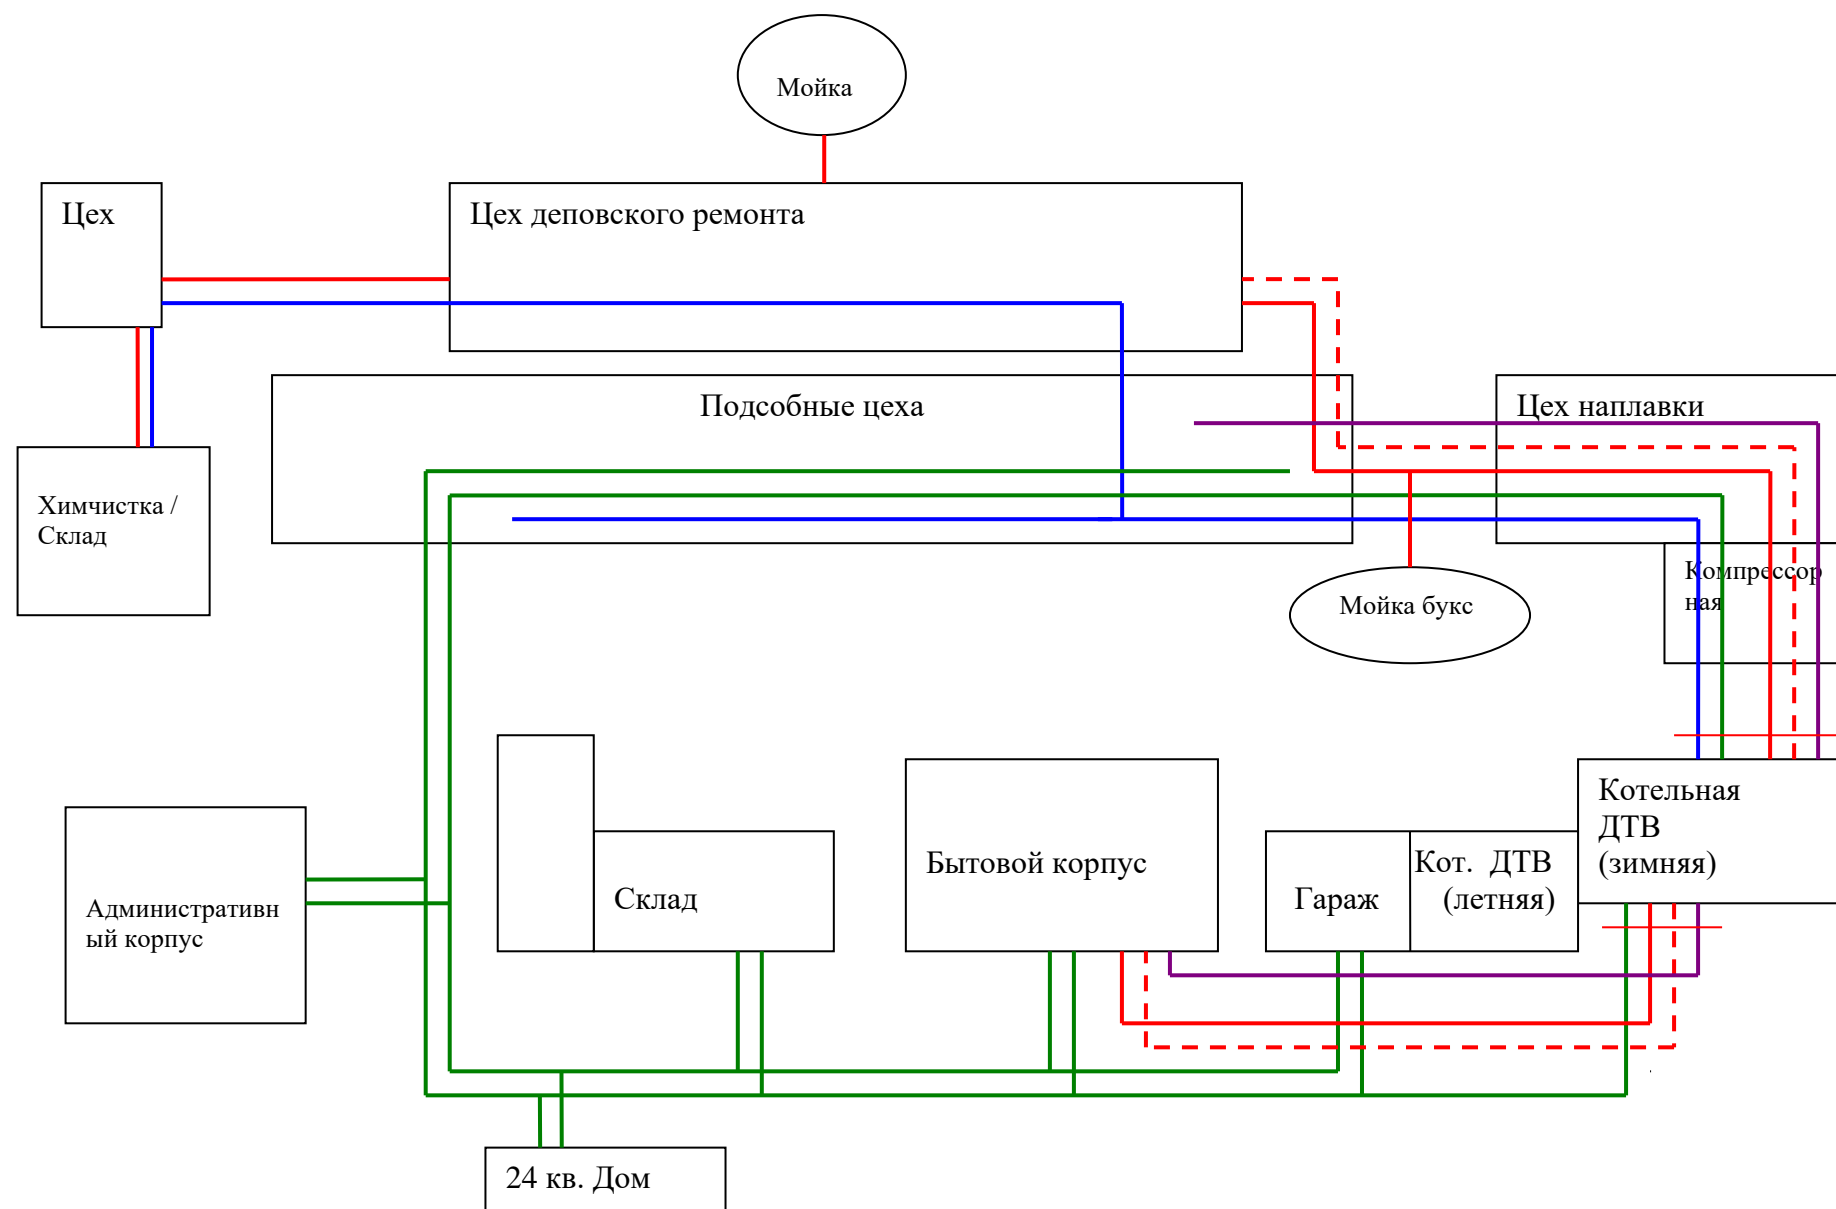 Мойка
Цех
Цех деповского ремонта
Подсобные цеха
Цех наплавки
Химчистка /
Склад
Компрессор
ная
Мойка букс
Котельная
ДТВ
(зимняя)
Бытовой корпус
Кот. ДТВ
(летняя)
Гараж
Склад
Административн
ый корпус
24 кв. Дом